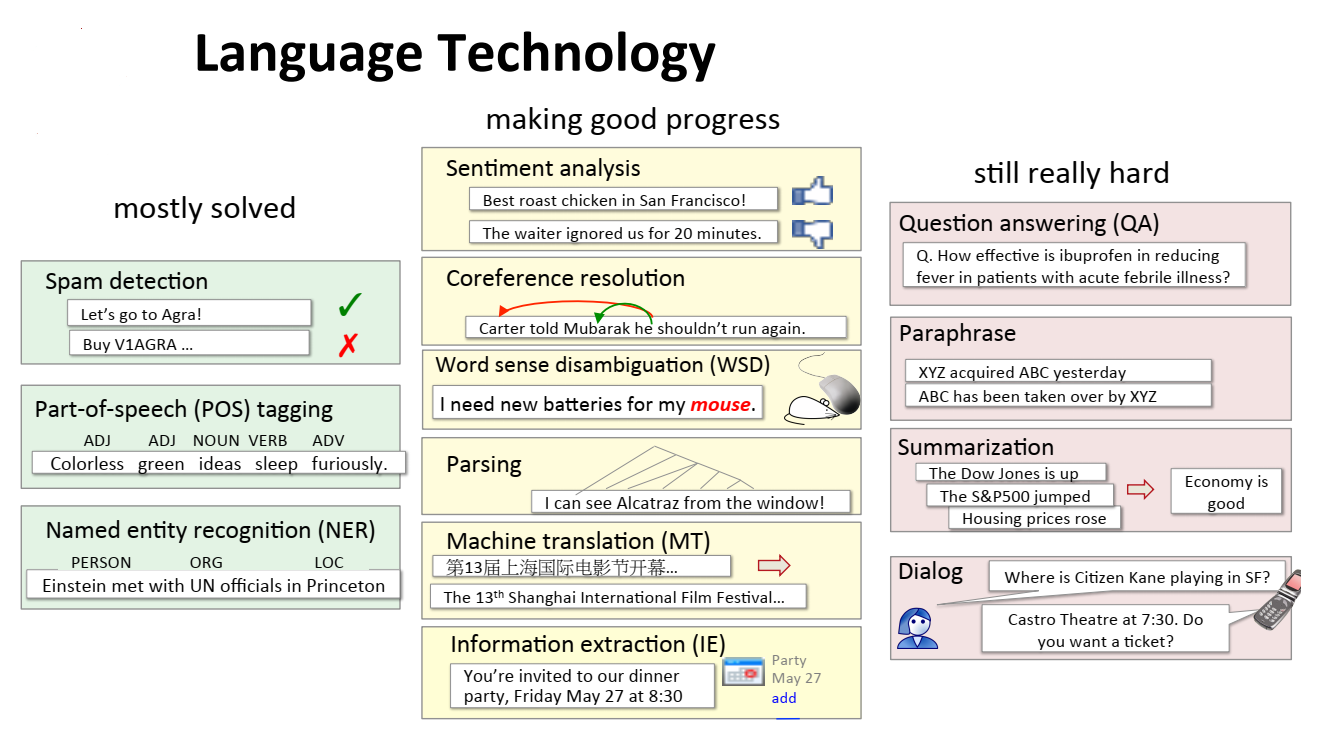 Language Technology
mostly solved
Spam detection
Let's go to Agra!
Buy V1AGRA …
Part-of-speech (POS) tagging
ADJ ADJ NOUN VERB ADV
Colorless green ideas sleep furiously.
Named entity recognition (NER)
PERSON ORG LOC
Einstein met with UN officials in Princeton
making good progress
Sentiment analysis
Best roast chicken in San Francisco!
The waiter ignored us for 20 minutes.
Coreference resolution
Carter told Mubarak he shouldn't run again.
Word sense disambiguation (WSD)
I need new batteries for my mouse.
Parsing
I can see Alcatraz from the window!
Machine translation (MT)
第13届上海国际电影节开幕…
The 13th Shanghai International Film Festival…
Information extraction (IE)
You're invited to our dinner
party, Friday May 27 at 8:30
Party
May 27
add
still really hard
Question answering (QA)
Q. How effective is ibuprofen in reducing
fever in patients with acute febrile illness?
Paraphrase
XYZ acquired ABC yesterday
ABC has been taken over by XYZ
Summarization
The Dow Jones is up
The S&P500 jumped
Housing prices rose
Economy is
good
Dialog
Where is Citizen Kane playing in SF?
Castro Theatre at 7:30. Do
you want a ticket?